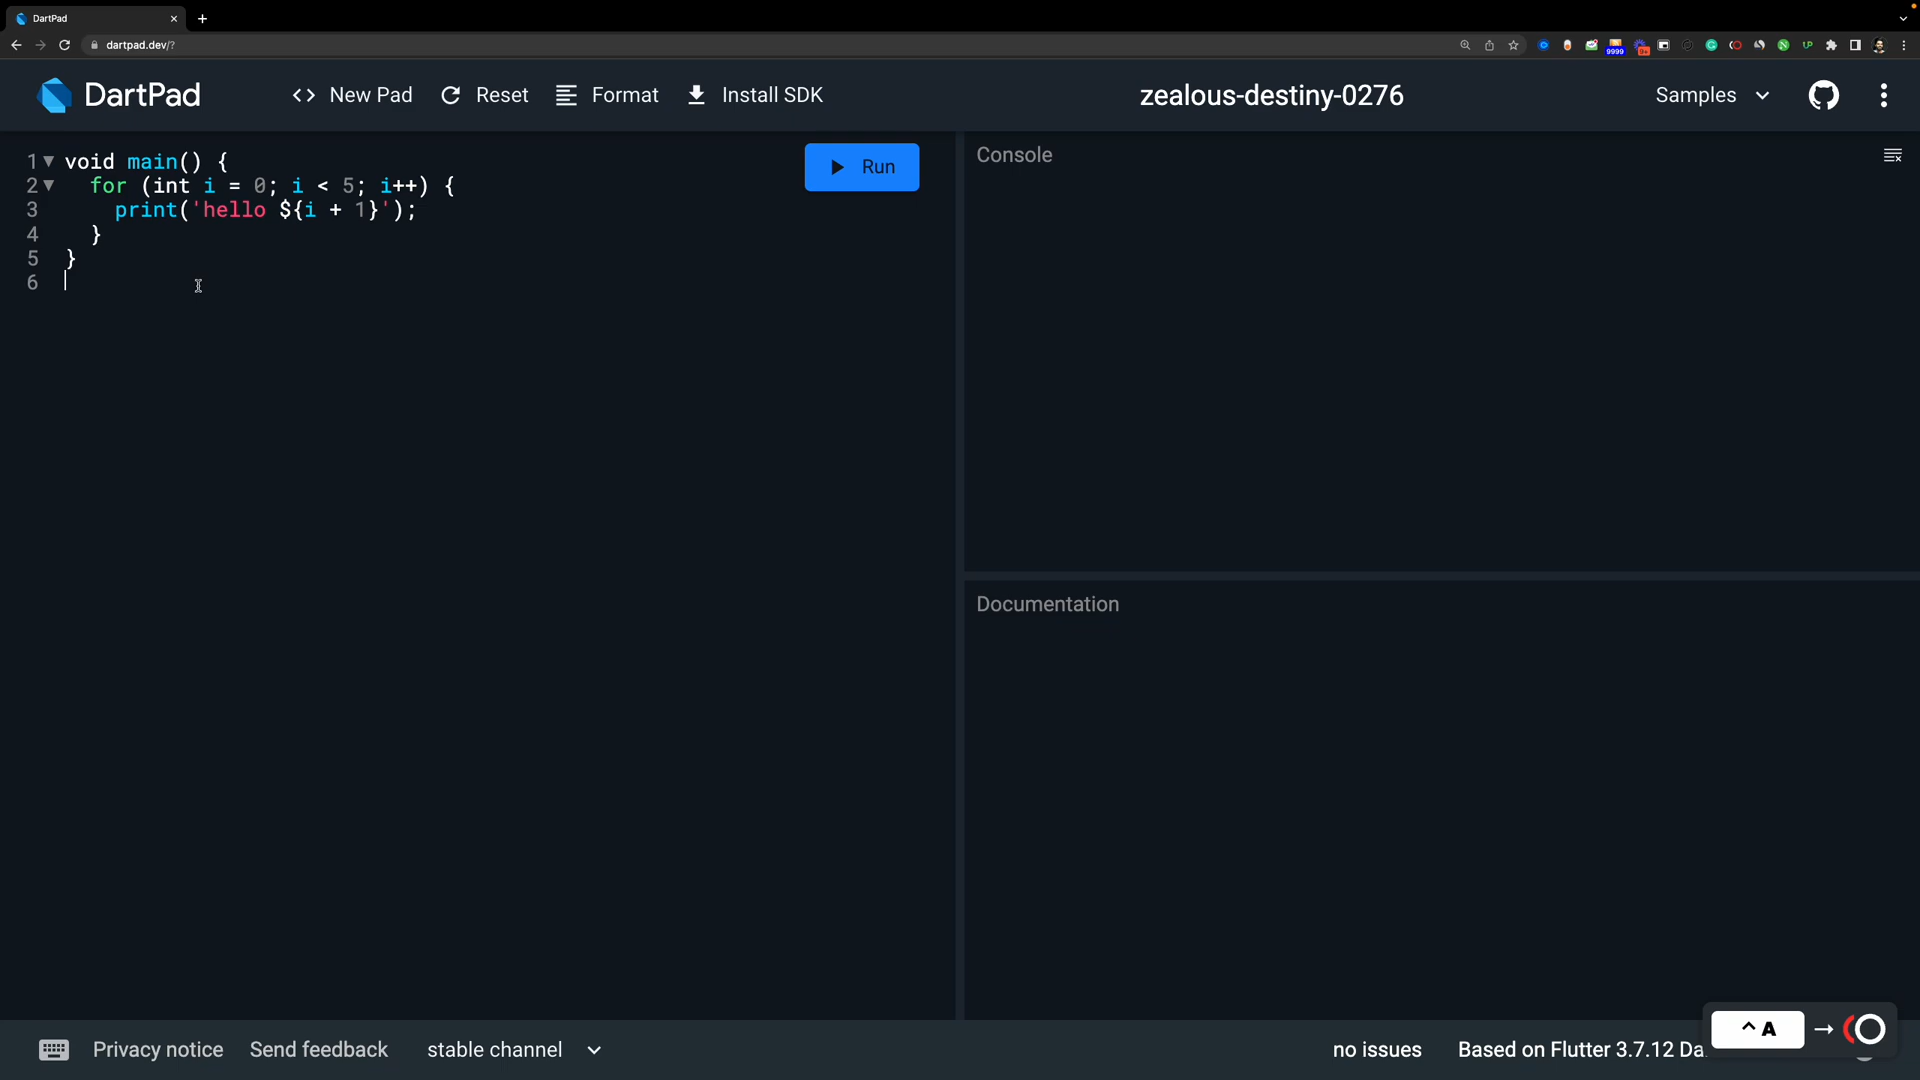 DartPad
dartpad.dev/?
9999
9+
DartPad
New Pad
Reset
Format
Install SDK
zealous-destiny-0276
Samples
1 void main() {
2 for (int i = 0; i < 5; i++) {
3 print('hello ${i + 1}');
4 }
5 }
6
Run
Console
Documentation
Privacy notice
Send feedback
stable channel
no issues
Based on Flutter 3.7.12 Da
^ A →